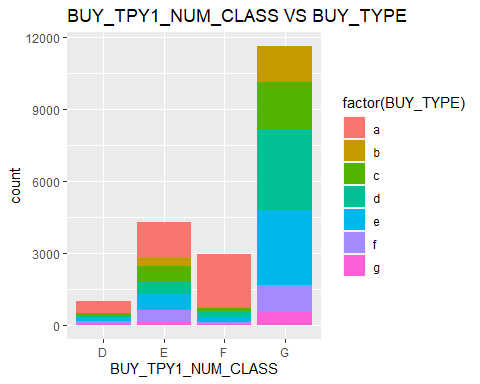 BUY_TPY1_NUM_CLASS VS BUY_TYPE
12000
9000
6000
3000
0
count
D E F G
BUY_TPY1_NUM_CLASS
factor(BUY_TYPE)
a
b
c
d
e
f
g